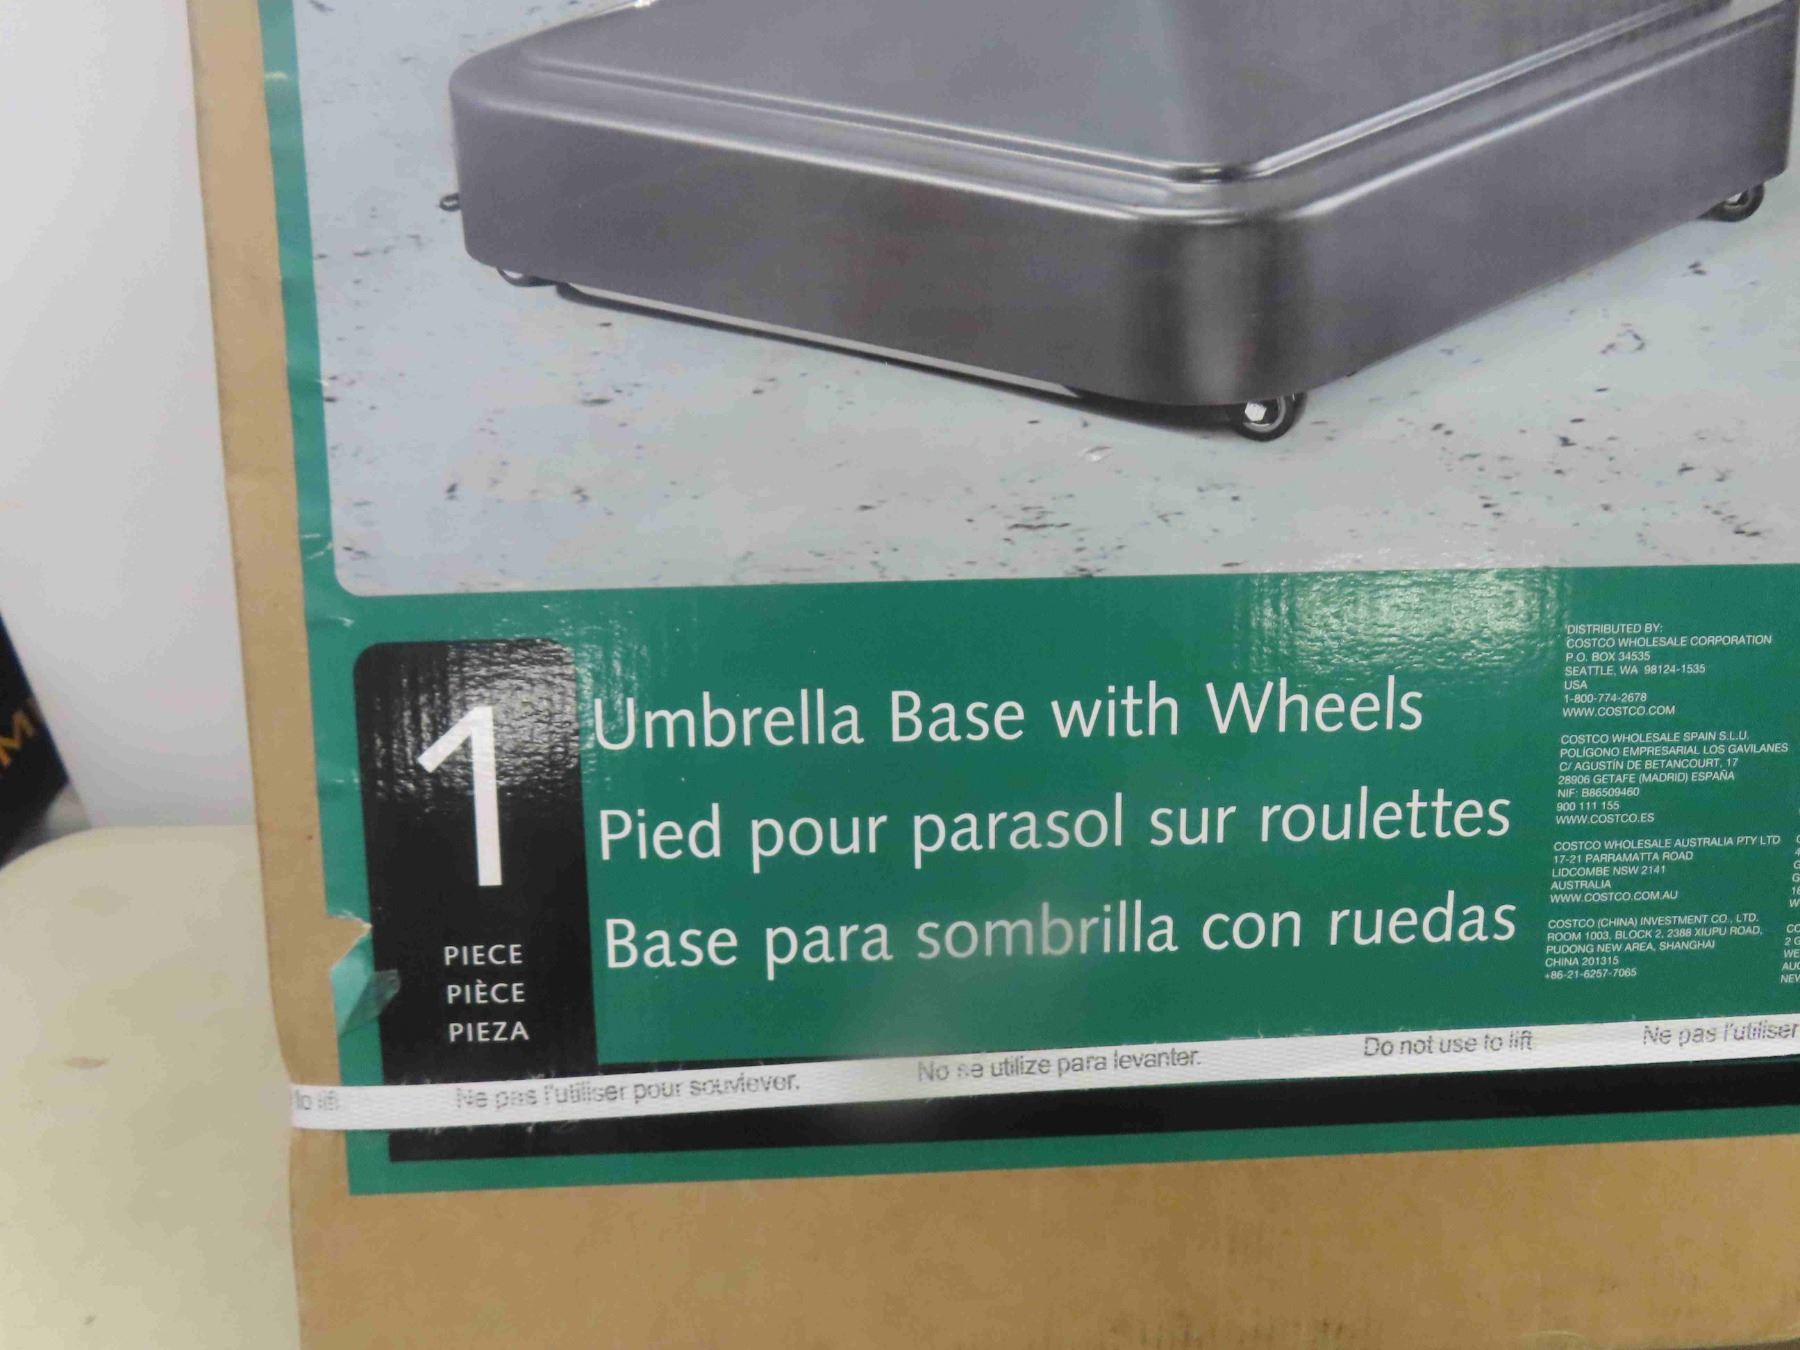 1
PIECE
PIÈCE
PIEZA
Umbrella Base with Wheels
Pied pour parasol sur roulettes
Base para sombrilla con ruedas
DISTRIBUTED BY:
COSTCO WHOLESALE CORPORATION
P.O. BOX 34535
SEATTLE, WA 98124-1535
USA
1-800-774-2678
WWW.COSTCO.COM
COSTCO WHOLESALE SPAIN S.L.U.
POLÍGONO EMPRESARIAL LOS GAVILANES
C/ AGUSTÍN DE BETANCOURT, 17
28906 GETAFE (MADRID) ESPAÑA
NIF: B86509460
900 111 155
WWW.COSTCO.ES
COSTCO WHOLESALE AUSTRALIA PTY LTD
17-21 PARRAMATTA ROAD
LIDCOMBE NSW 2141
AUSTRALIA
WWW.COSTCO.COM.AU
COSTCO (CHINA) INVESTMENT CO., LTD.
ROOM 1003, BLOCK 2, 2388 XIUPU ROAD,
PUDONG NEW AREA, SHANGHAI
CHINA 201315
+86-21-6257-7065
to lift Ne pas l'utiliser pour soulever. No se utilize para levanter. Do not use to lift Ne pas l'utiliser
M